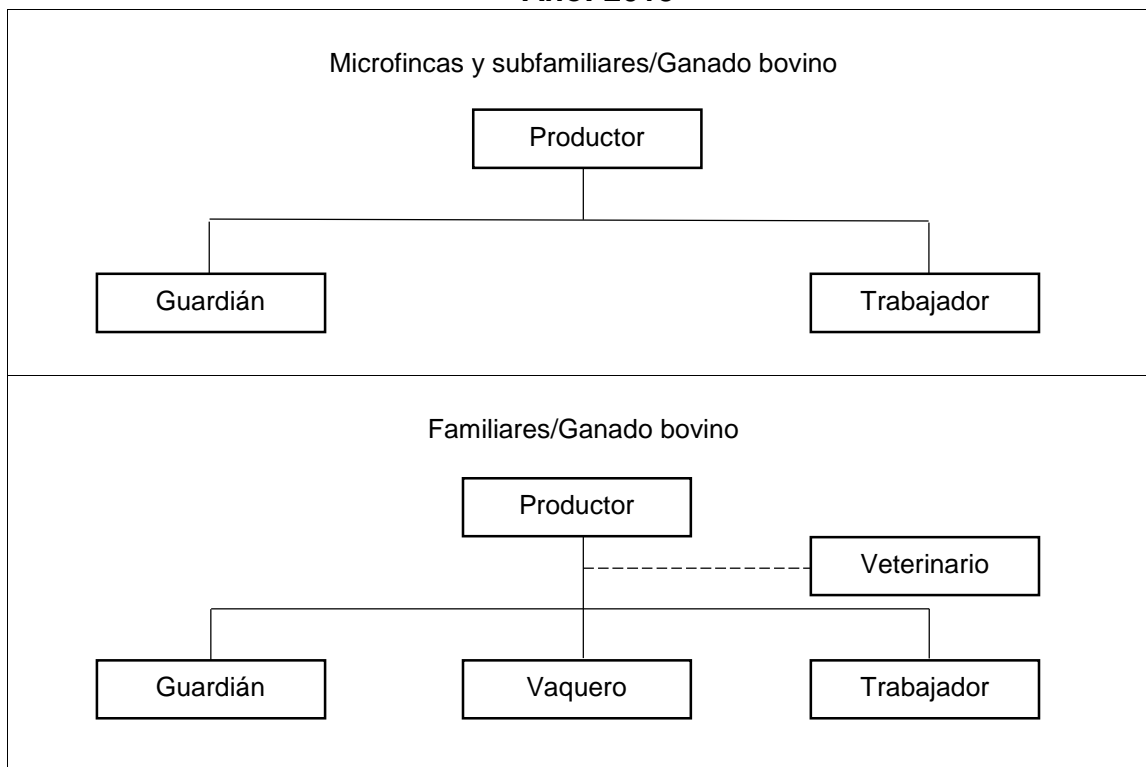 Microfincas y subfamiliares/Ganado bovino
Productor
Guardián
Trabajador
Familiares/Ganado bovino
Productor
Veterinario
Guardián
Vaquero
Trabajador